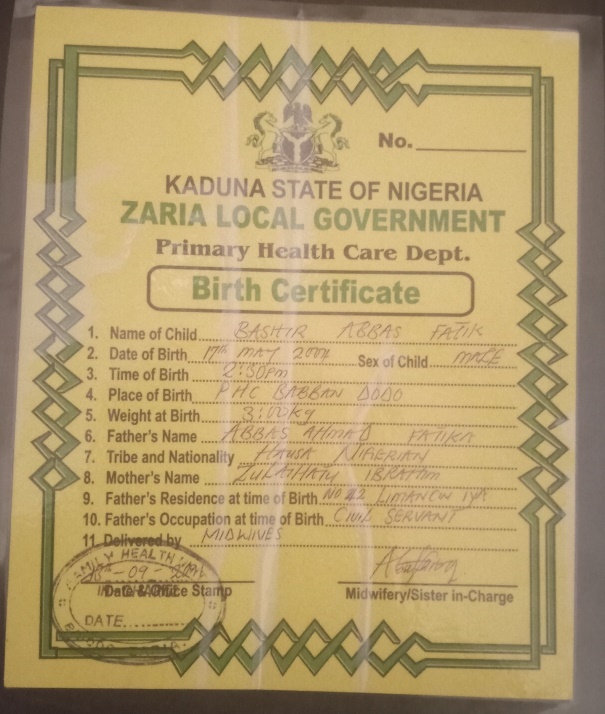 No.
KADUNA STATE OF NIGERIA
ZARIA LOCAL GOVERNMENT
Primary Health Care Dept.
Birth Certificate
1. Name of Child BASHIR ABBAS FATIK
2. Date of Birth 17th MAY 2004 Sex of Child MALE
3. Time of Birth 2:30pm
4. Place of Birth PHC BABBAN DODO
5. Weight at Birth 3:00kg
6. Father's Name ABBAS AHMAD FATIKA
7. Tribe and Nationality HAUSA NIGERIAN
8. Mother's Name ZULAIHATU IBRAHIM
9. Father's Residence at time of Birth NO 22 LIMANCIN IYA
10. Father's Occupation at time of Birth CIVIL SERVANT
11. Delivered by MIDWIVES
FAMILY HEALTH
-09-
Date & Office Stamp Midwifery/Sister in-Charge
DATE